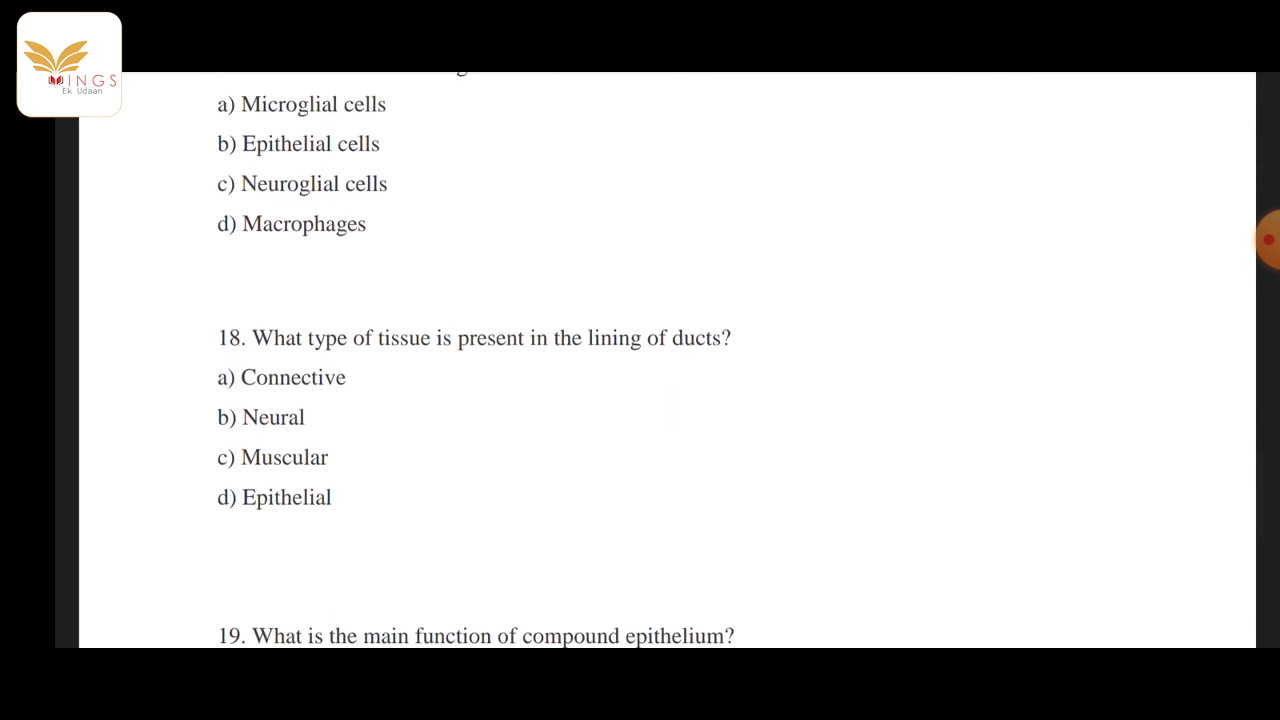 WINGS
Ek Udaan
a) Microglial cells
b) Epithelial cells
c) Neuroglial cells
d) Macrophages
18. What type of tissue is present in the lining of ducts?
a) Connective
b) Neural
c) Muscular
d) Epithelial
19. What is the main function of compound epithelium?